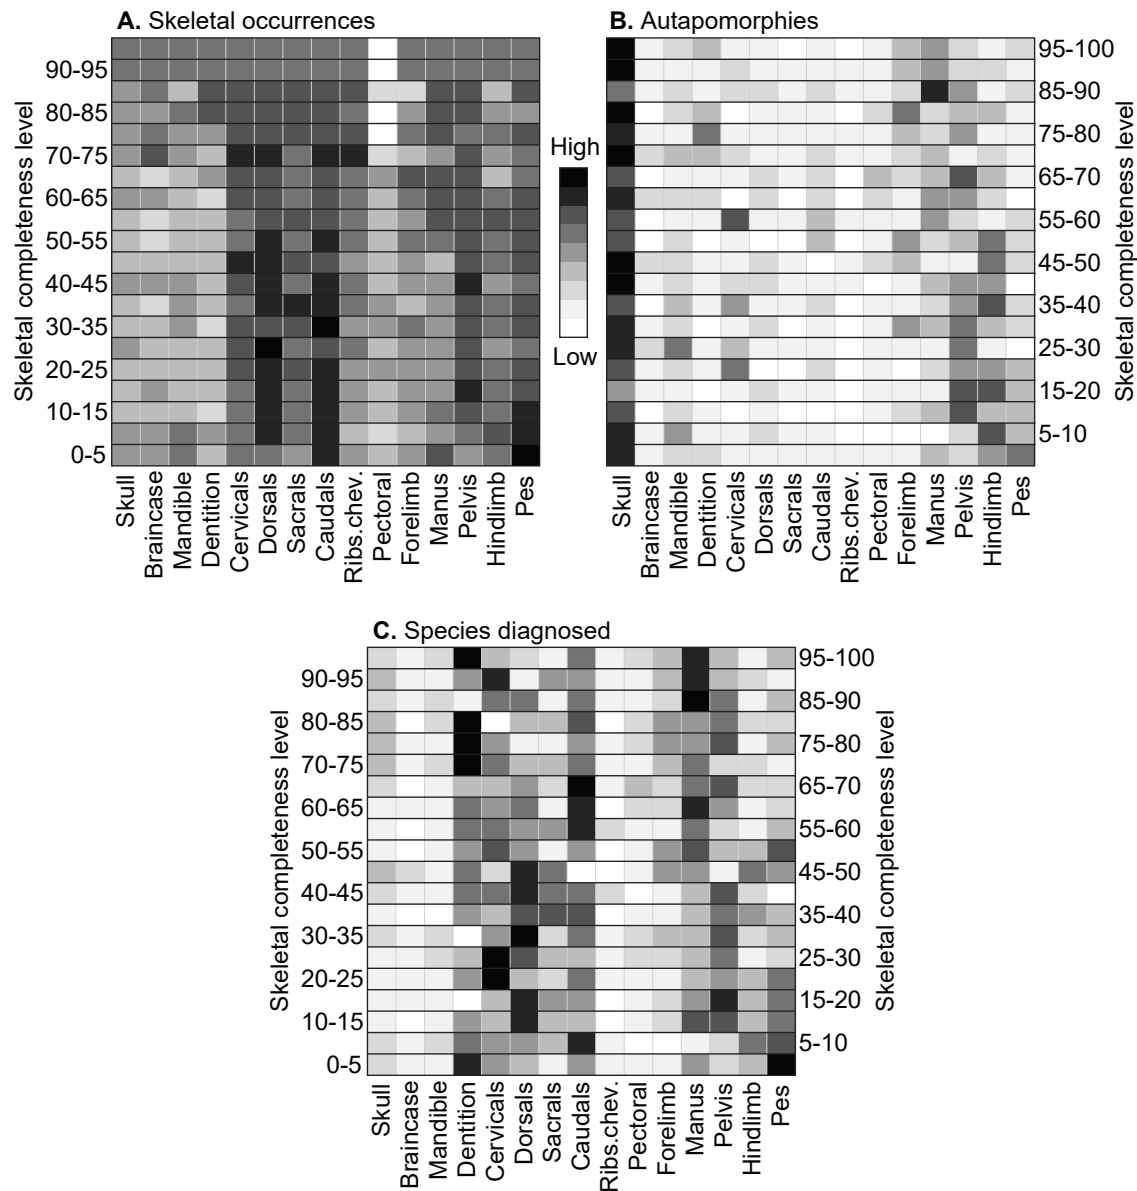 A. Skeletal occurrences
B. Autapomorphies
Skeletal completeness level
90-95
80-85
70-75
60-65
50-55
40-45
30-35
20-25
10-15
0-5
High
Low
95-100
85-90
75-80
65-70
55-60
45-50
35-40
25-30
15-20
5-10
Skeletal completeness level
Skull
Braincase
Mandible
Dentition
Cervicals
Dorsals
Sacrals
Caudals
Ribs.chev.
Pectoral
Forelimb
Manus
Pelvis
Hindlimb
Pes
Skull
Braincase
Mandible
Dentition
Cervicals
Dorsals
Sacrals
Caudals
Ribs.chev.
Pectoral
Forelimb
Manus
Pelvis
Hindlimb
Pes
C. Species diagnosed
Skeletal completeness level
90-95
80-85
70-75
60-65
50-55
40-45
30-35
20-25
10-15
0-5
95-100
85-90
75-80
65-70
55-60
45-50
35-40
25-30
15-20
5-10
Skeletal completeness level
Skull
Braincase
Mandible
Dentition
Cervicals
Dorsals
Sacrals
Caudals
Ribs.chev.
Pectoral
Forelimb
Manus
Pelvis
Hindlimb
Pes